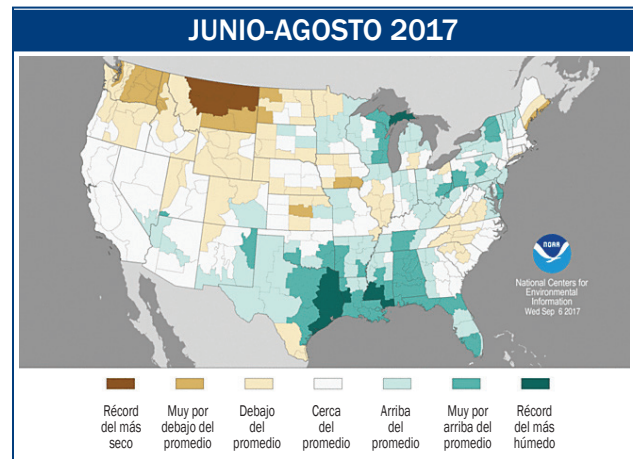 JUNIO-AGOSTO 2017
NOAA
National Centers for
Environmental
Information
Wed Sep 6 2017
Récord
del más
seco
Muy por
debajo del
promedio
Debajo
del
promedio
Cerca
del
promedio
Arriba
del
promedio
Muy por
arriba del
promedio
Récord
del más
húmedo